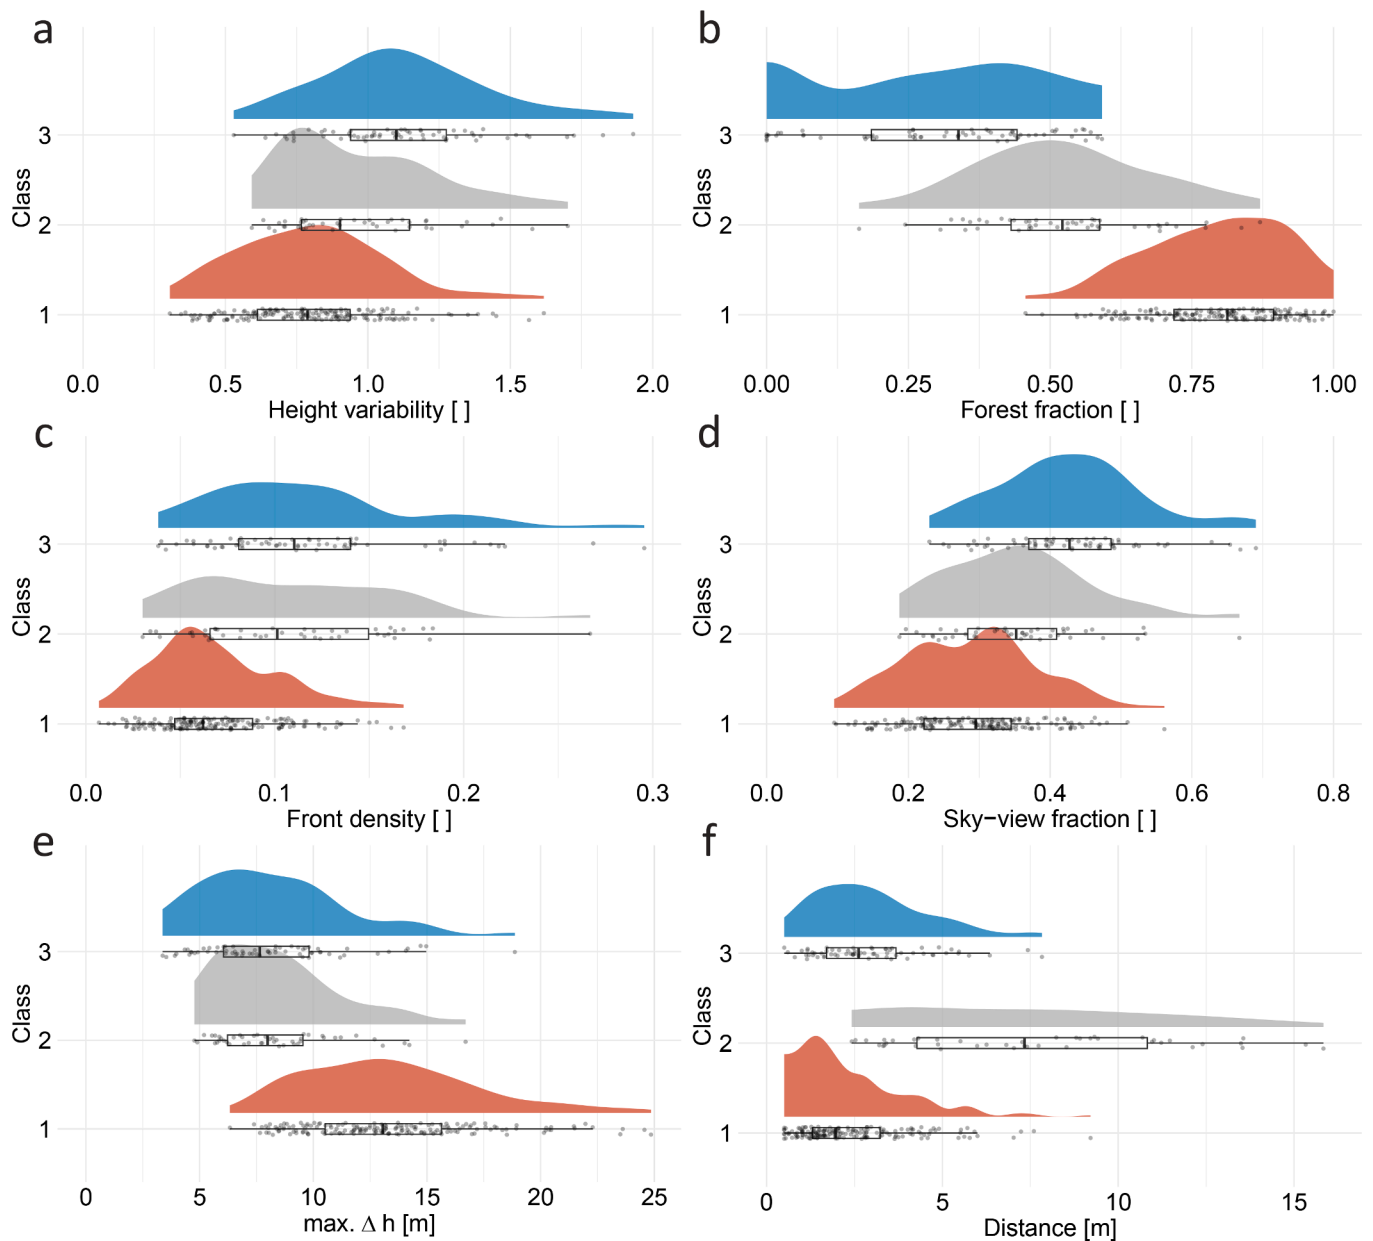 a
Class
3
2
1
0.0 0.5 1.0 1.5 2.0
Height variability [ ]
b
Class
3
2
1
0.00 0.25 0.50 0.75 1.00
Forest fraction [ ]
c
Class
3
2
1
0.0 0.1 0.2 0.3
Front density [ ]
d
Class
3
2
1
0.0 0.2 0.4 0.6 0.8
Sky−view fraction [ ]
e
Class
3
2
1
0 5 10 15 20 25
max. Δ h [m]
f
Class
3
2
1
0 5 10 15
Distance [m]